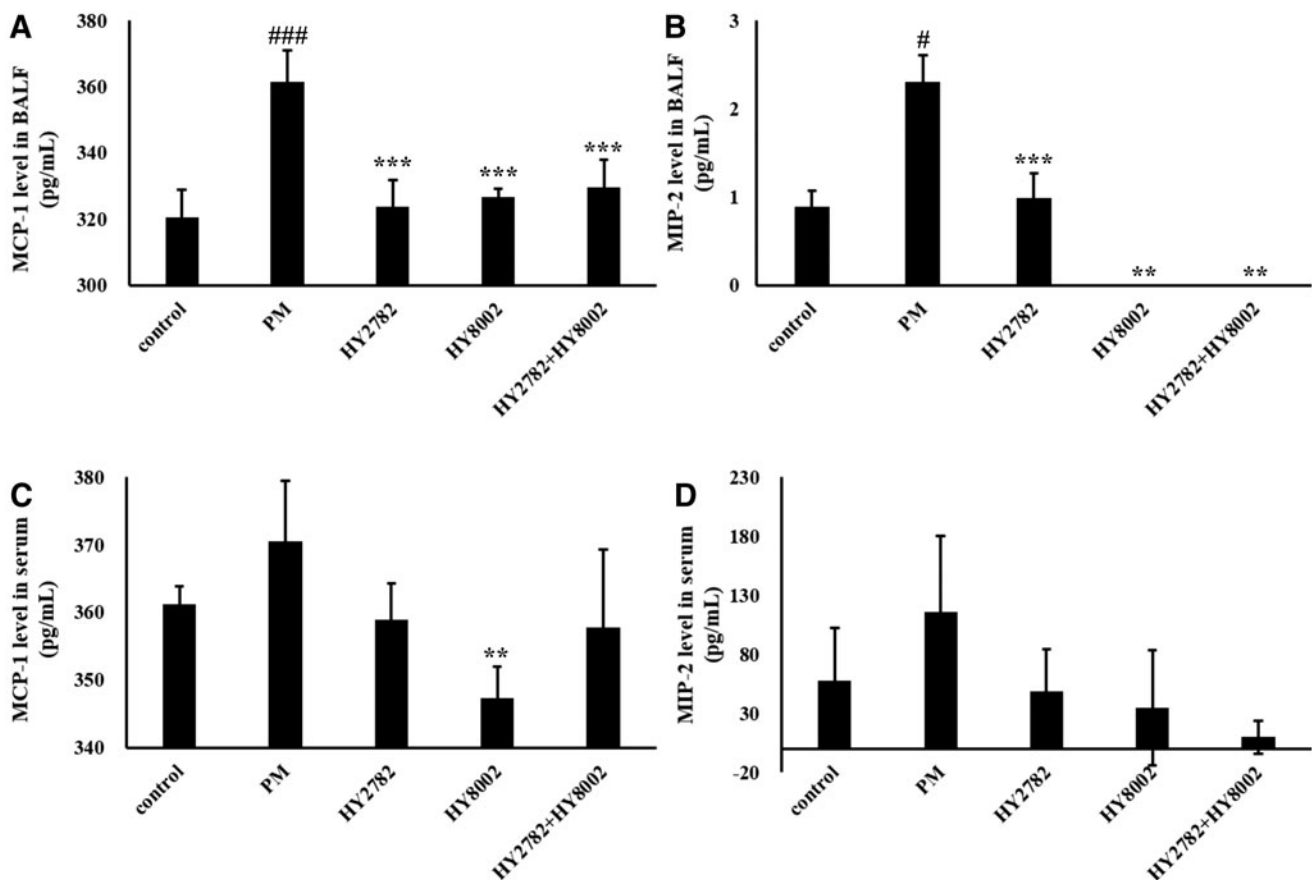 A
MCP-1 level in BALF
(pg/mL)
380
360
340
320
300
###
***
***
***
control
PM
HY2782
HY8002
HY2782+HY8002
B
MIP-2 level in BALF
(pg/mL)
3
2
1
0
#
***
**
**
control
PM
HY2782
HY8002
HY2782+HY8002
C
MCP-1 level in serum
(pg/mL)
380
370
360
350
340
**
control
PM
HY2782
HY8002
HY2782+HY8002
D
MIP-2 level in serum
(pg/mL)
230
180
130
80
30
-20
control
PM
HY2782
HY8002
HY2782+HY8002